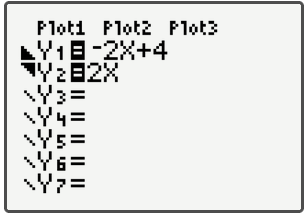 Plot1 Plot2 Plot3
Y1=-2X+4
Y2=2X
\Y3=
\Y4=
\Y5=
\Y6=
\Y7=